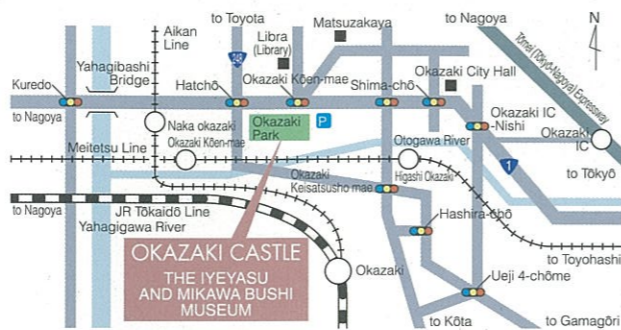 Aikan
Line
to Toyota
Matsuzakaya
to Nagoya
N
Yahagibashi
Bridge
248
Libra
(Library)
Tōmei (Tōkyō-Nagoya) Expressway
Kuredo
Hatchō
Okazaki Kōen-mae
Shima-chō
Okazaki City Hall
to Nagoya
Naka okazaki
Okazaki
Park
P
Okazaki IC
-Nishi
Okazaki
IC
Meitetsu Line
Okazaki Kōen-mae
Otogawa River
Higashi Okazaki
1
to Tōkyō
Okazaki
Keisatsusho mae
to Nagoya
JR Tōkaidō Line
Yahagigawa River
Hashira-chō
to Toyohashi
OKAZAKI CASTLE
THE IYEYASU
AND MIKAWA BUSHI
MUSEUM
Okazaki
Ueji 4-chōme
to Kōta
to Gamagōri